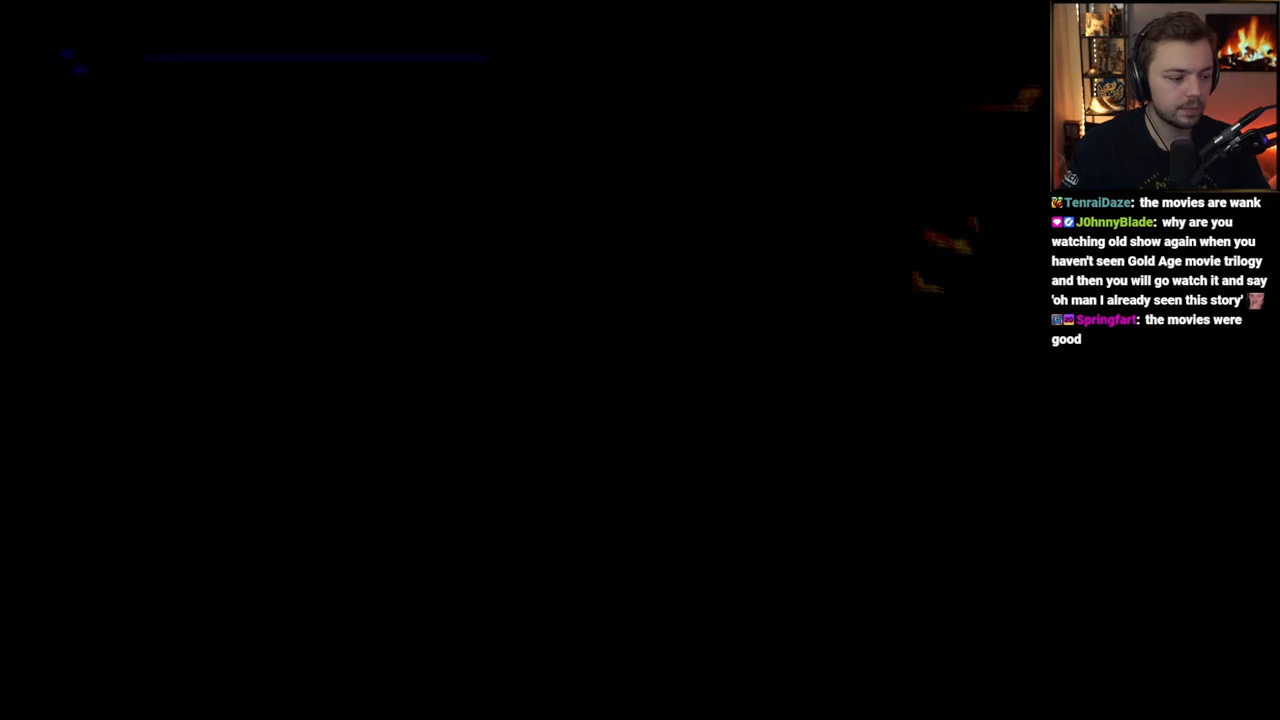 TenraiDaze: the movies are wank
J0hnnyBlade: why are you
watching old show again when you
haven't seen Gold Age movie trilogy
and then you will go watch it and say
'oh man I already seen this story'
$pringfart: the movies were
good